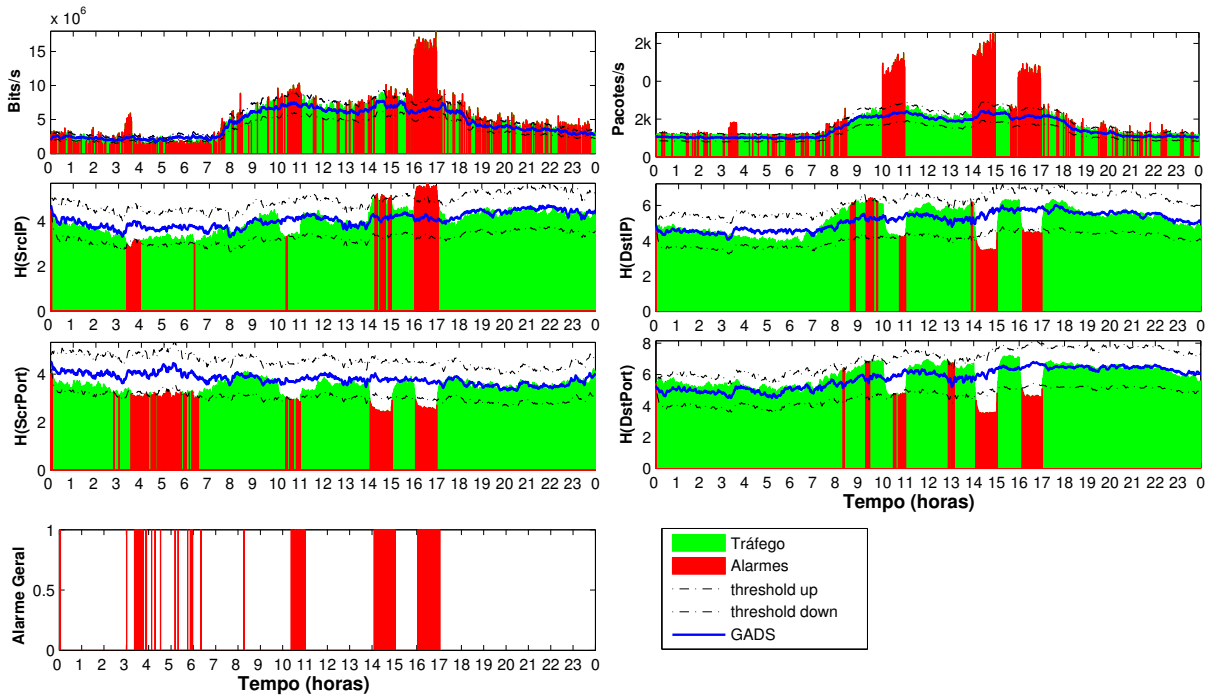 x 10⁶
Bits/s
15
10
5
0
0 1 2 3 4 5 6 7 8 9 10 11 12 13 14 15 16 17 18 19 20 21 22 23 0
Pacotes/s
2k
0
2k
0
0 1 2 3 4 5 6 7 8 9 10 11 12 13 14 15 16 17 18 19 20 21 22 23 0
H(SrcIP)
4
2
0
0 1 2 3 4 5 6 7 8 9 10 11 12 13 14 15 16 17 18 19 20 21 22 23 0
H(DstIP)
6
4
2
0
0 1 2 3 4 5 6 7 8 9 10 11 12 13 14 15 16 17 18 19 20 21 22 23 0
H(ScrPort)
4
2
0
0 1 2 3 4 5 6 7 8 9 10 11 12 13 14 15 16 17 18 19 20 21 22 23 0
H(DstPort)
8
6
4
2
0
0 1 2 3 4 5 6 7 8 9 10 11 12 13 14 15 16 17 18 19 20 21 22 23 0
Tempo (horas)
Alarme Geral
1
0.5
0
0 1 2 3 4 5 6 7 8 9 10 11 12 13 14 15 16 17 18 19 20 21 22 23 0
Tempo (horas)
Tráfego
Alarmes
threshold up
threshold down
GADS